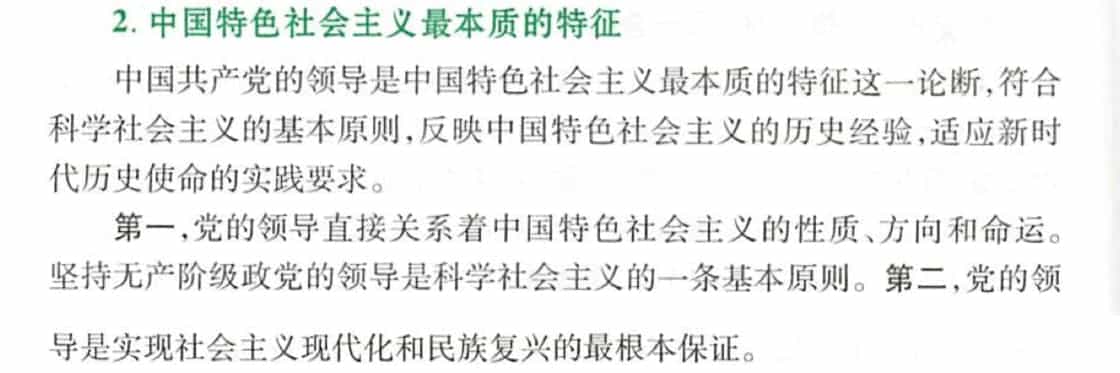 2. 中国特色社会主义最本质的特征
中国共产党的领导是中国特色社会主义最本质的特征这一论断,符合
科学社会主义的基本原则,反映中国特色社会主义的历史经验,适应新时
代历史使命的实践要求。
第一,党的领导直接关系着中国特色社会主义的性质、方向和命运。
坚持无产阶级政党的领导是科学社会主义的一条基本原则。第二,党的领
导是实现社会主义现代化和民族复兴的最根本保证。